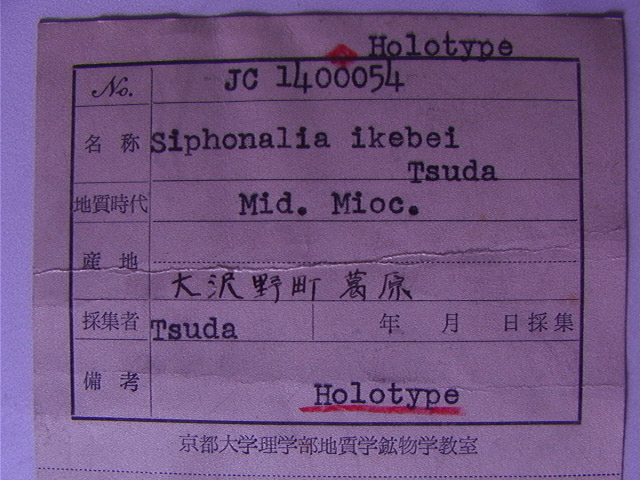 Holotype
No. JC 1400054
名称 Siphonalia ikebei
Tsuda
地質時代 Mid. Mioc.
産地
大沢野町 葛原
採集者 Tsuda 年 月 日採集
備考 Holotype
京都大学理学部地質学鉱物学教室